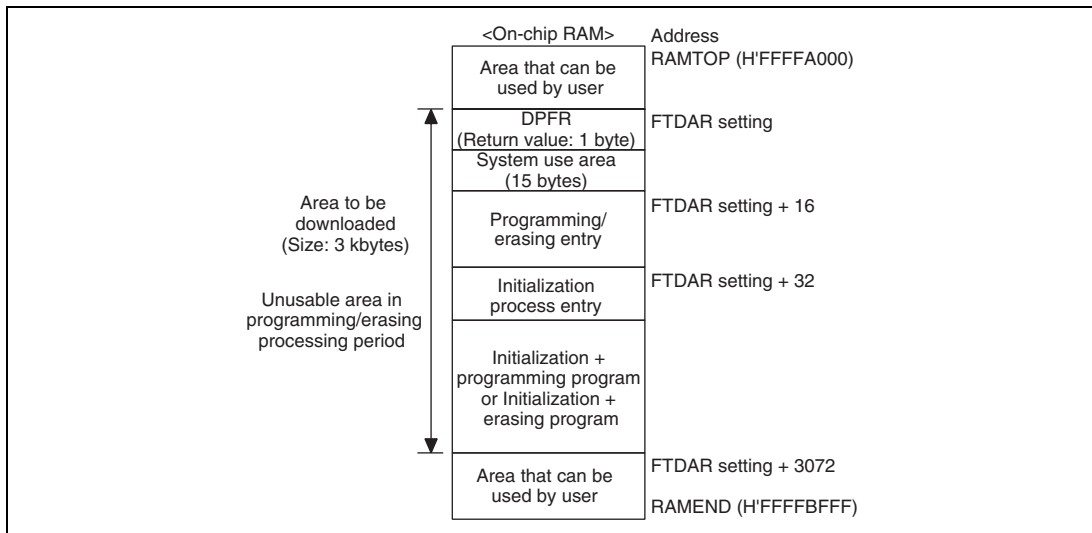 <On-chip RAM>
Address
RAMTOP (H'FFFFA000)
Area that can be
used by user
DPFR
(Return value: 1 byte)
FTDAR setting
System use area
(15 bytes)
Area to be
downloaded
(Size: 3 kbytes)
Unusable area in
programming/erasing
processing period
Programming/
erasing entry
FTDAR setting + 16
Initialization
process entry
FTDAR setting + 32
Initialization +
programming program
or Initialization +
erasing program
Area that can be
used by user
FTDAR setting + 3072
RAMEND (H'FFFFBFFF)